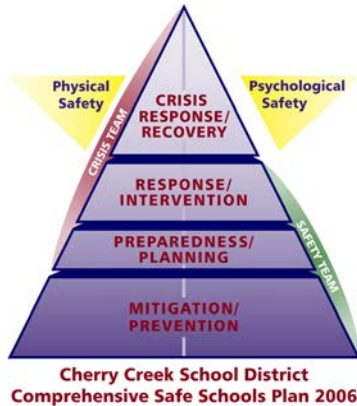 Physical
Safety
Psychological
Safety
CRISIS
RESPONSE/
RECOVERY
CRISIS TEAM
RESPONSE/
INTERVENTION
PREPAREDNESS/
PLANNING
SAFETY TEAM
MITIGATION/
PREVENTION
Cherry Creek School District
Comprehensive Safe Schools Plan 2006